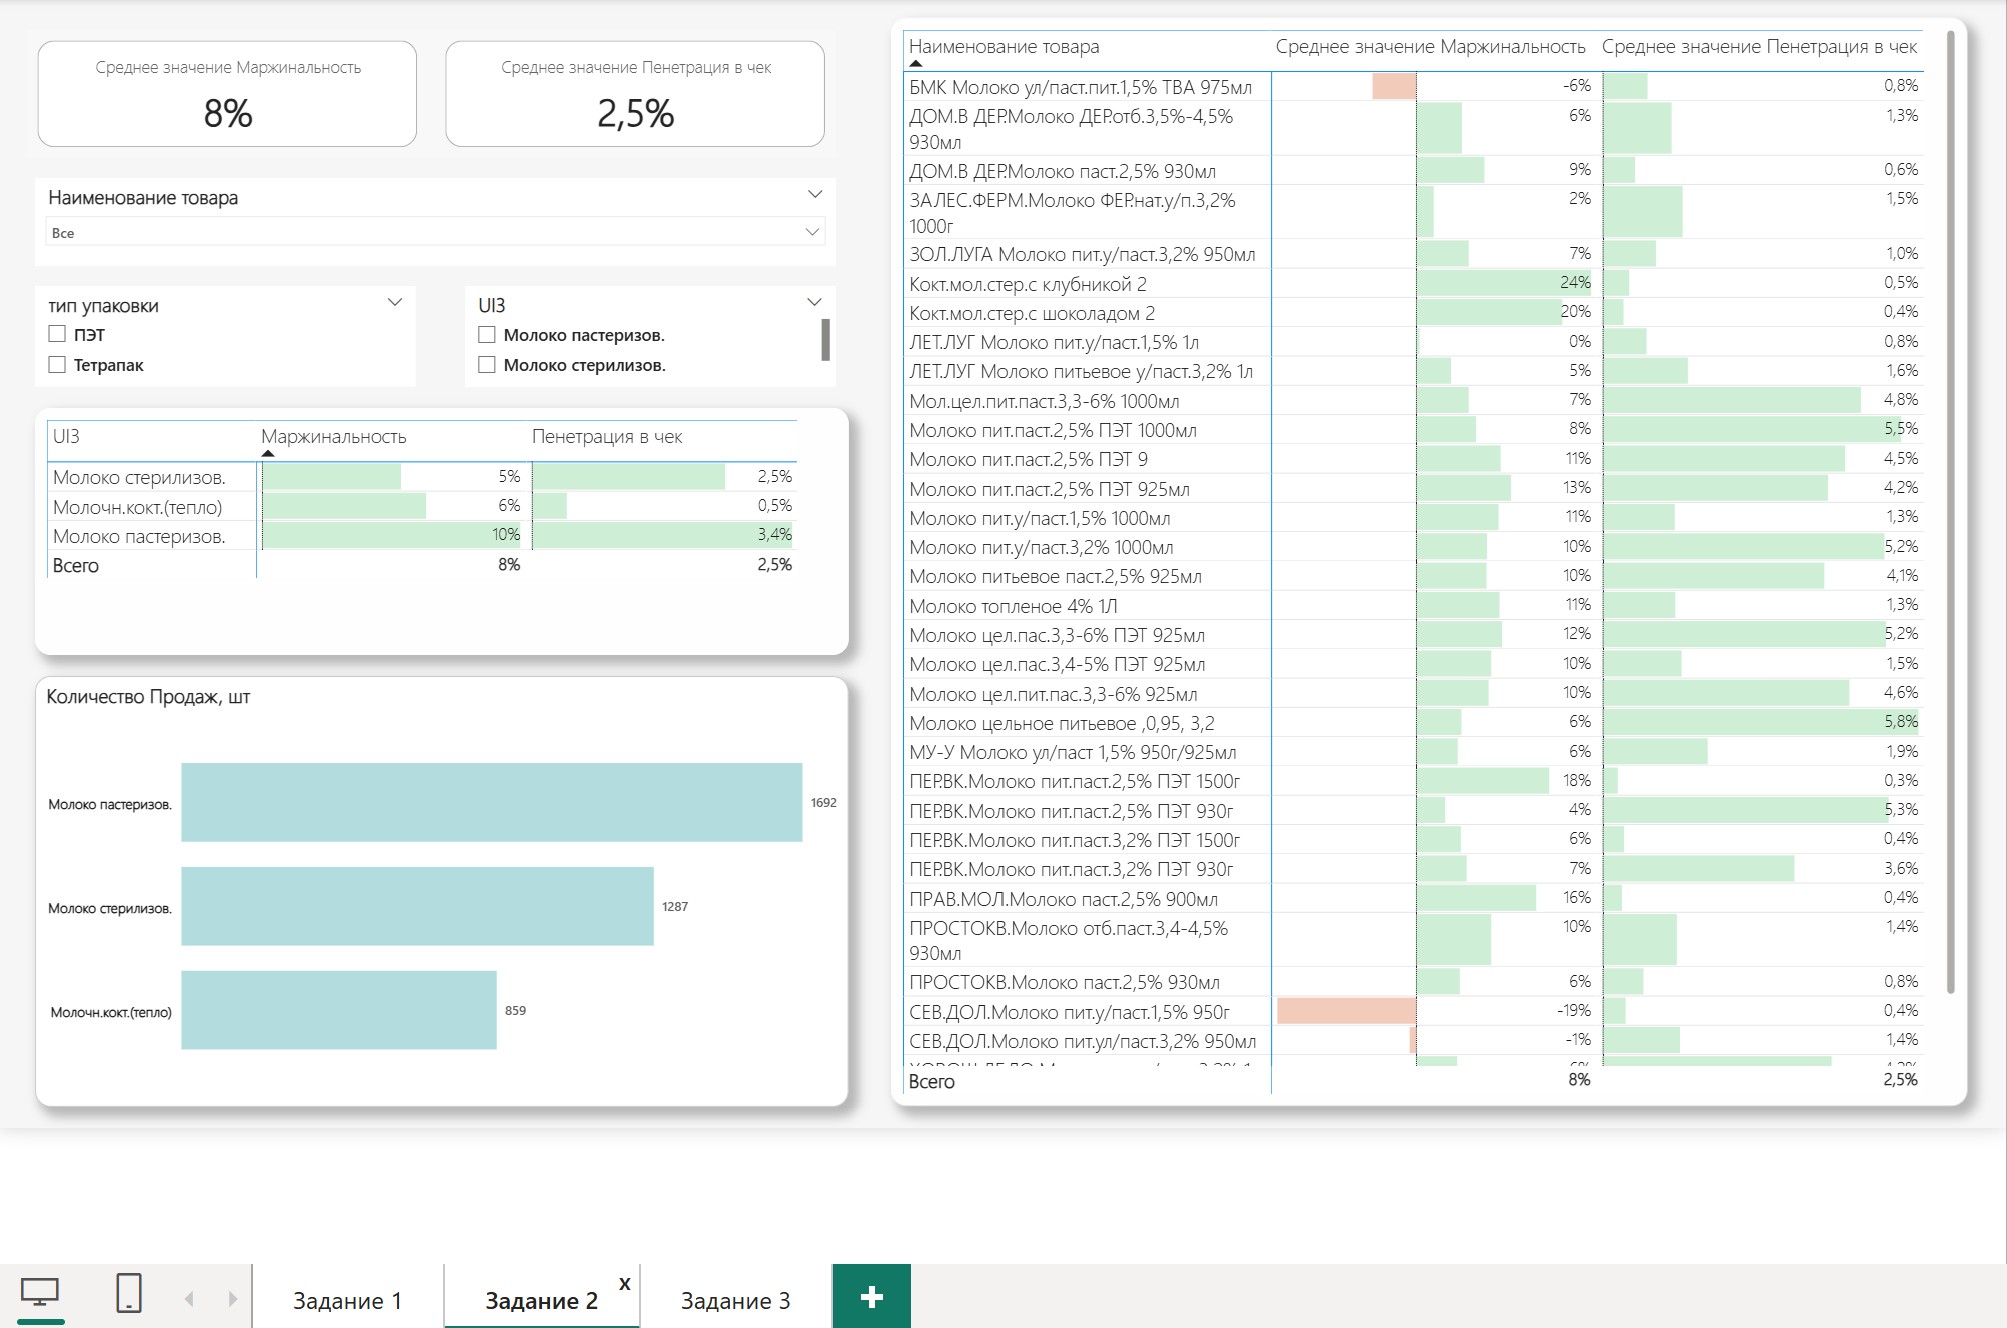 Среднее значение Маржинальность
8%
Среднее значение Пенетрация в чек
2,5%
Наименование товара
Все
тип упаковки
ПЭТ
Тетрапак
UI3
Молоко пастеризов.
Молоко стерилизов.
UI3 Маржинальность Пенетрация в чек
Молоко стерилизов. 5% 2,5%
Молочн.кокт.(тепло) 6% 0,5%
Молоко пастеризов. 10% 3,4%
Всего 8% 2,5%
Количество Продаж, шт
Молоко пастеризов. 1692
Молоко стерилизов. 1287
Молочн.кокт.(тепло) 859
Наименование товара Среднее значение Маржинальность Среднее значение Пенетрация в чек
БМК Молоко ул/паст.пит.1,5% TBA 975мл -6% 0,8%
ДОМ.В ДЕР.Молоко ДЕР.отб.3,5%-4,5% 6% 1,3%
930мл
ДОМ.В ДЕР.Молоко паст.2,5% 930мл 9% 0,6%
ЗАЛЕС.ФЕРМ.Молоко ФЕР.нат.у/п.3,2% 2% 1,5%
1000г
ЗОЛ.ЛУГА Молоко пит.у/паст.3,2% 950мл 7% 1,0%
Кокт.мол.стер.с клубникой 2 24% 0,5%
Кокт.мол.стер.с шоколадом 2 20% 0,4%
ЛЕТ.ЛУГ Молоко пит.у/паст.1,5% 1л 0% 0,8%
ЛЕТ.ЛУГ Молоко питьевое у/паст.3,2% 1л 5% 1,6%
Мол.цел.пит.паст.3,3-6% 1000мл 7% 4,8%
Молоко пит.паст.2,5% ПЭТ 1000мл 8% 5,5%
Молоко пит.паст.2,5% ПЭТ 9 11% 4,5%
Молоко пит.паст.2,5% ПЭТ 925мл 13% 4,2%
Молоко пит.у/паст.1,5% 1000мл 11% 1,3%
Молоко пит.у/паст.3,2% 1000мл 10% 5,2%
Молоко питьевое паст.2,5% 925мл 10% 4,1%
Молоко топленое 4% 1Л 11% 1,3%
Молоко цел.пас.3,3-6% ПЭТ 925мл 12% 5,2%
Молоко цел.пас.3,4-5% ПЭТ 925мл 10% 1,5%
Молоко цел.пит.пас.3,3-6% 925мл 10% 4,6%
Молоко цельное питьевое ,0,95, 3,2 6% 5,8%
МУ-У Молоко ул/паст 1,5% 950г/925мл 6% 1,9%
ПЕР.ВК.Молоко пит.паст.2,5% ПЭТ 1500г 18% 0,3%
ПЕР.ВК.Молоко пит.паст.2,5% ПЭТ 930г 4% 5,3%
ПЕР.ВК.Молоко пит.паст.3,2% ПЭТ 1500г 6% 0,4%
ПЕР.ВК.Молоко пит.паст.3,2% ПЭТ 930г 7% 3,6%
ПРАВ.МОЛ.Молоко паст.2,5% 900мл 16% 0,4%
ПРОСТОКВ.Молоко отб.паст.3,4-4,5% 10% 1,4%
930мл
ПРОСТОКВ.Молоко паст.2,5% 930мл 6% 0,8%
СЕВ.ДОЛ.Молоко пит.у/паст.1,5% 950г -19% 0,4%
СЕВ.ДОЛ.Молоко пит.ул/паст.3,2% 950мл -1% 1,4%
Всего 8% 2,5%
Задание 1
Задание 2 x
Задание 3
+